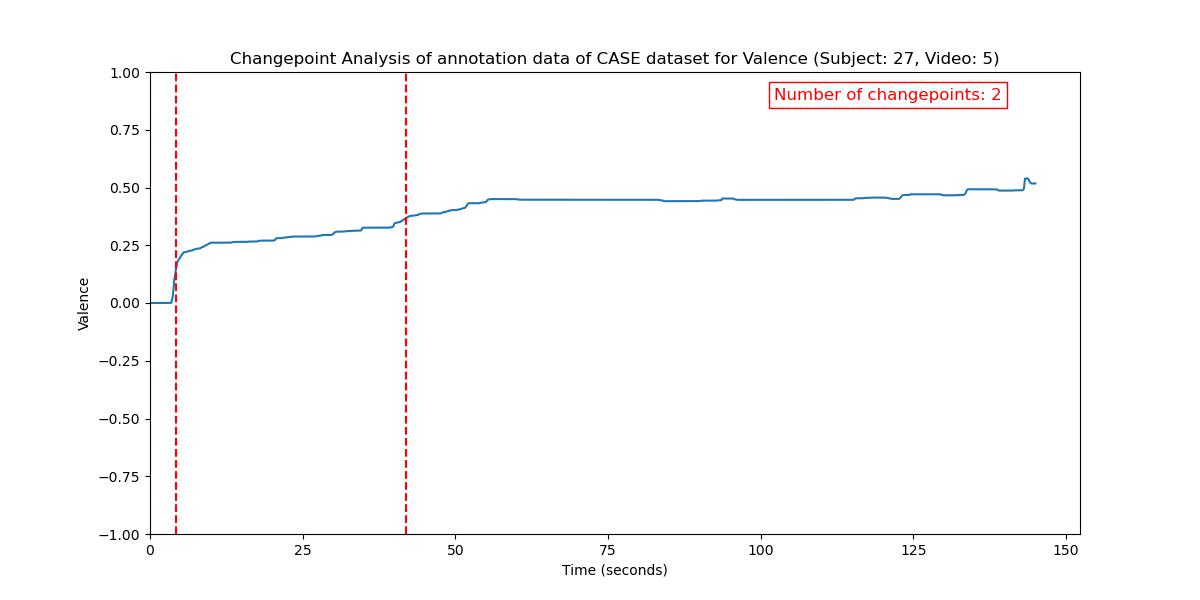 Changepoint Analysis of annotation data of CASE dataset for Valence (Subject: 27, Video: 5)
Number of changepoints: 2
1.00
0.75
0.50
0.25
0.00
−0.25
−0.50
−0.75
−1.00
Valence
0 25 50 75 100 125 150
Time (seconds)